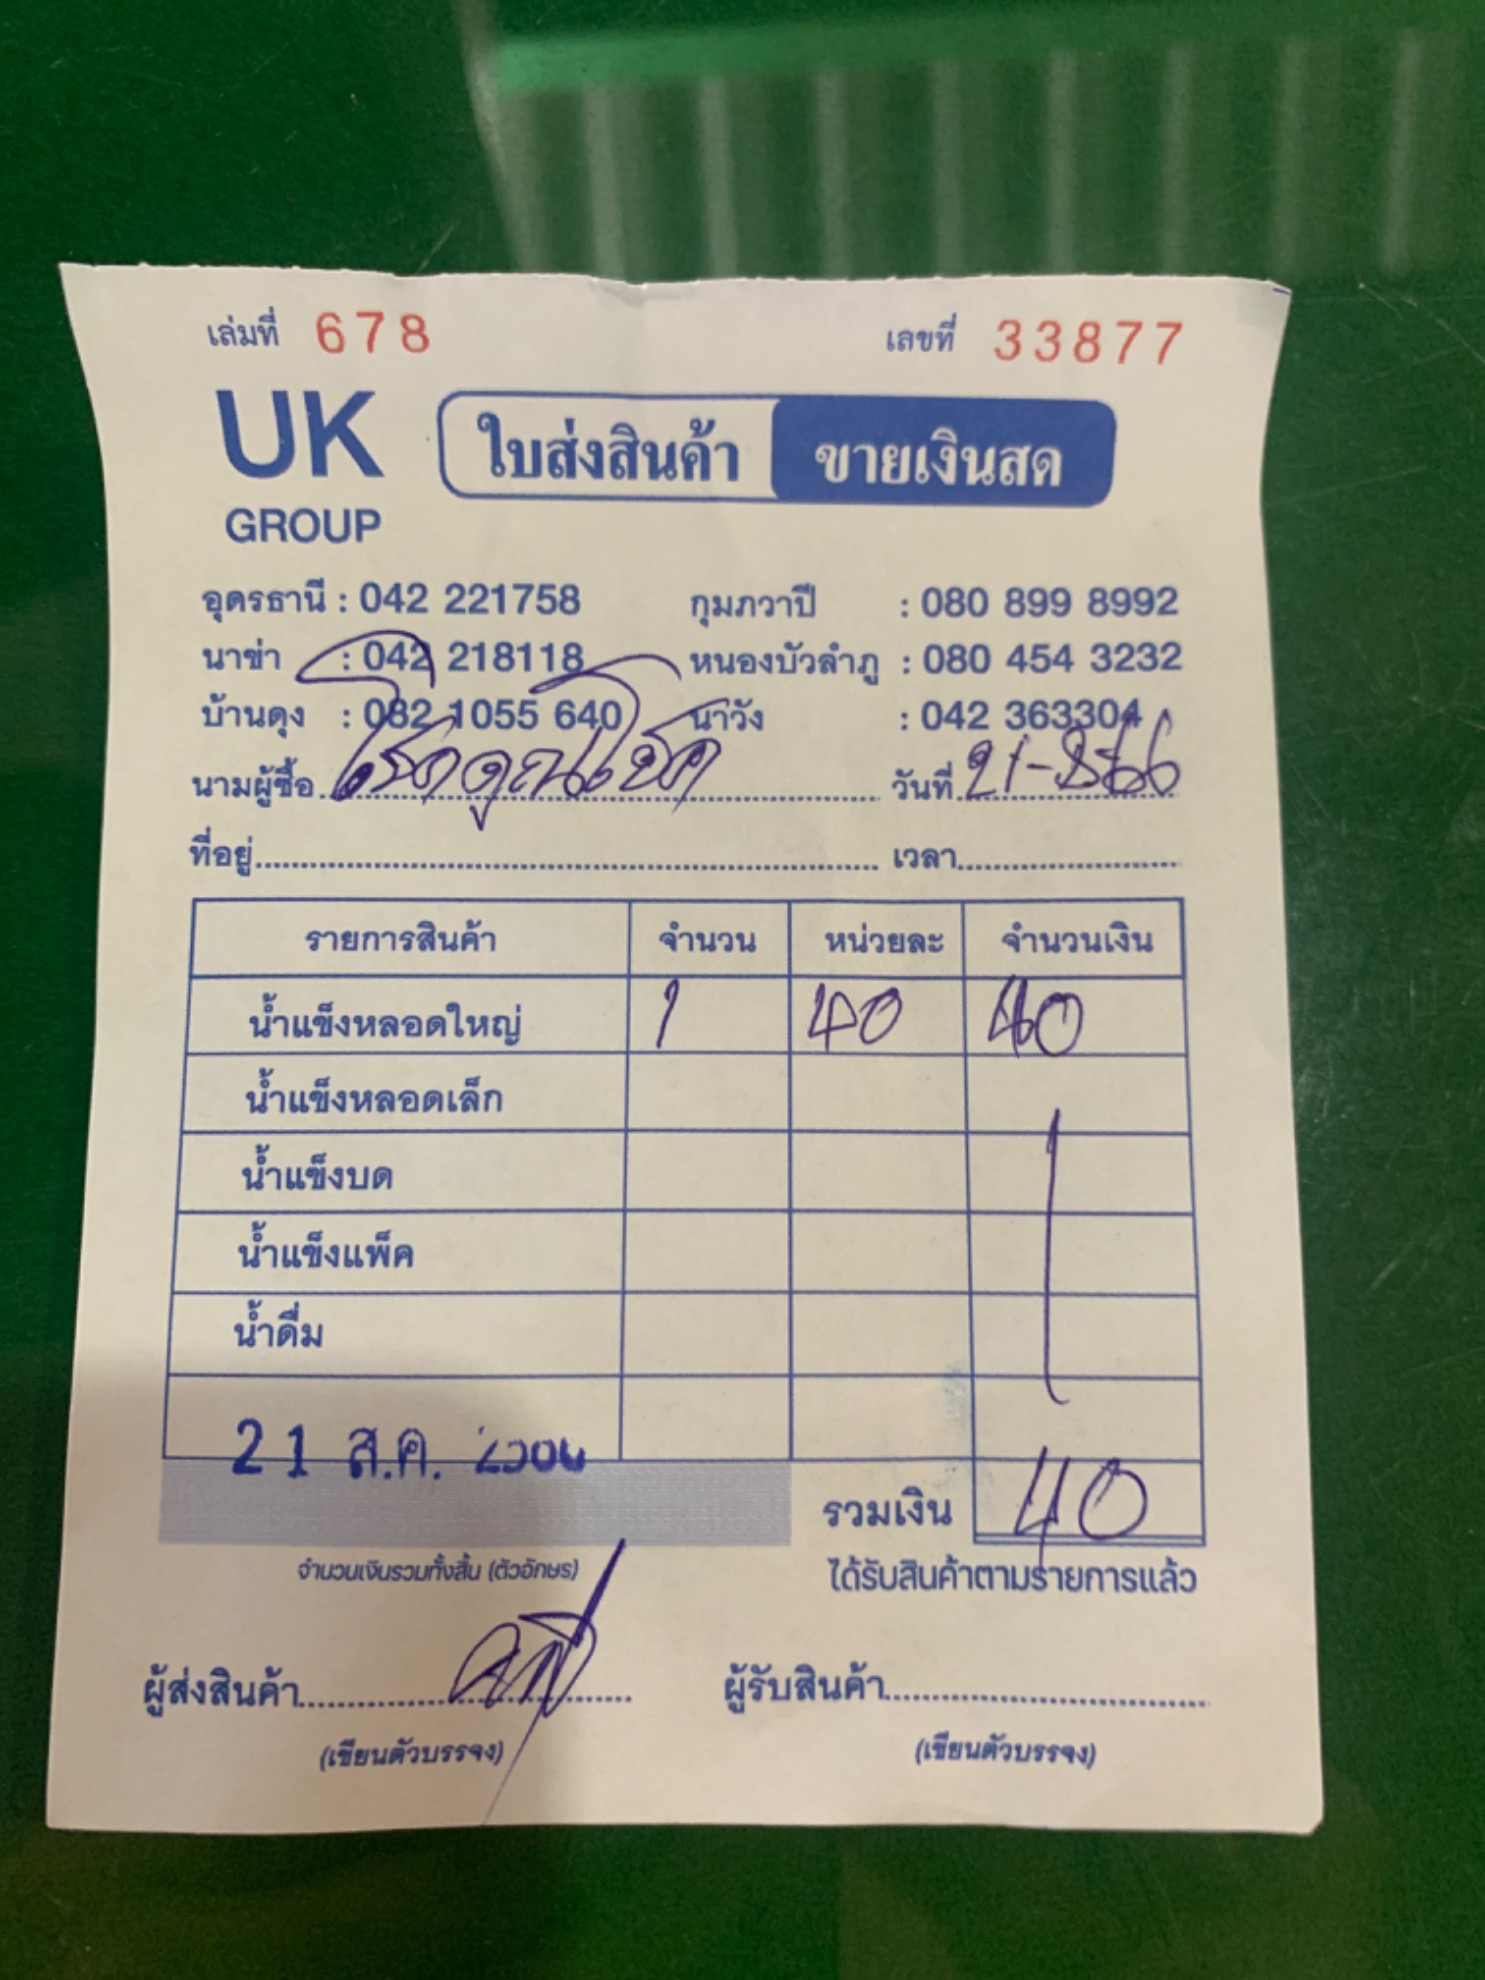 เล่มที่ 678 เลขที่ 33877
UK GROUP ใบส่งสินค้า ขายเงินสด
อุดรธานี : 042 221758 กุมภวาปี : 080 899 8992
นาข่า : 042 218118 หนองบัวลำภู : 080 454 3232
บ้านดุง : 082 1055 640 นาวัง : 042 363304
นามผู้ซื้อ โชคคูณโชค วันที่ 21-8-66
ที่อยู่ เวลา
รายการสินค้า จำนวน หน่วยละ จำนวนเงิน
น้ำแข็งหลอดใหญ่ 1 40 40
น้ำแข็งหลอดเล็ก
น้ำแข็งบด
น้ำแข็งแพ็ค
น้ำดื่ม
21 ส.ค. 2566
รวมเงิน 40
จำนวนเงินรวมทั้งสิ้น (ตัวอักษร) ได้รับสินค้าตามรายการแล้ว
ผู้ส่งสินค้า ผู้รับสินค้า
(เขียนตัวบรรจง) (เขียนตัวบรรจง)